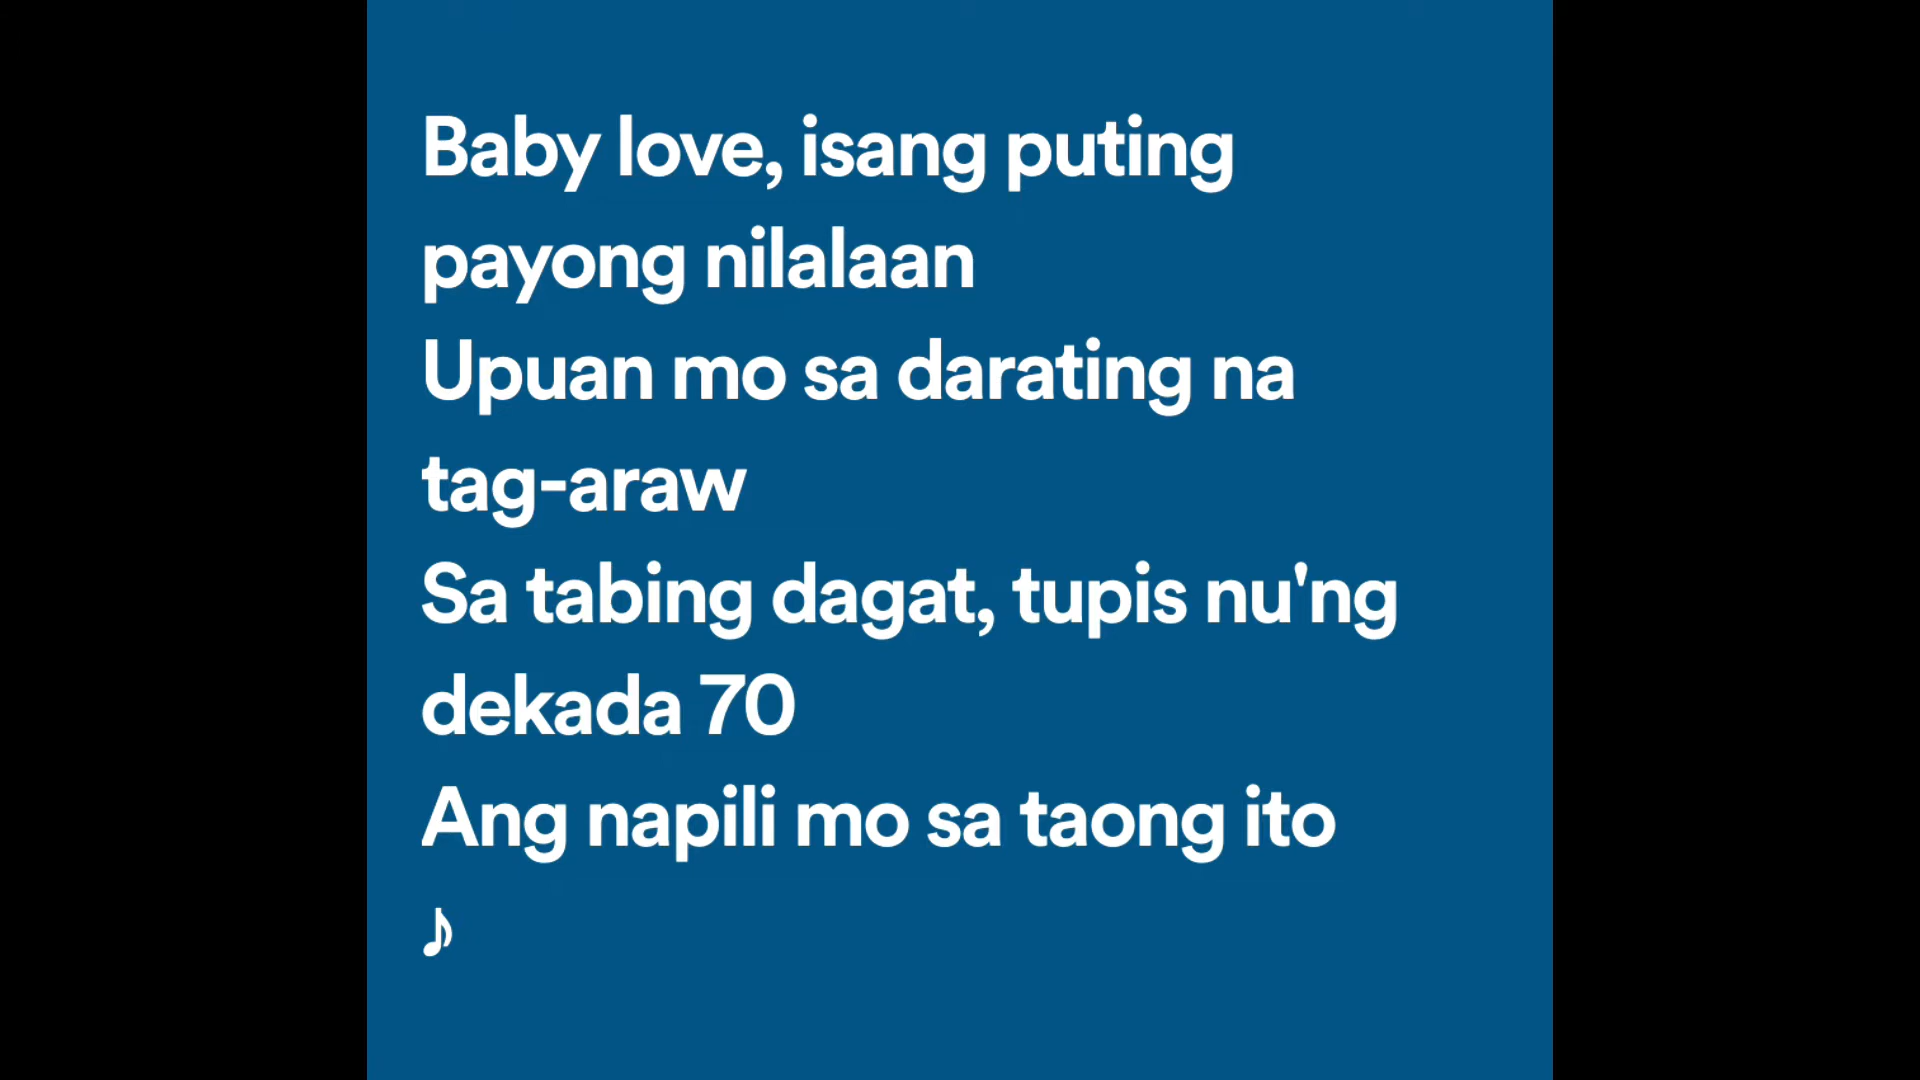 Baby love, isang puting
payong nilalaan
Upuan mo sa darating na
tag-araw
Sa tabing dagat, tupis nu'ng
dekada 70
Ang napili mo sa taong ito
♪